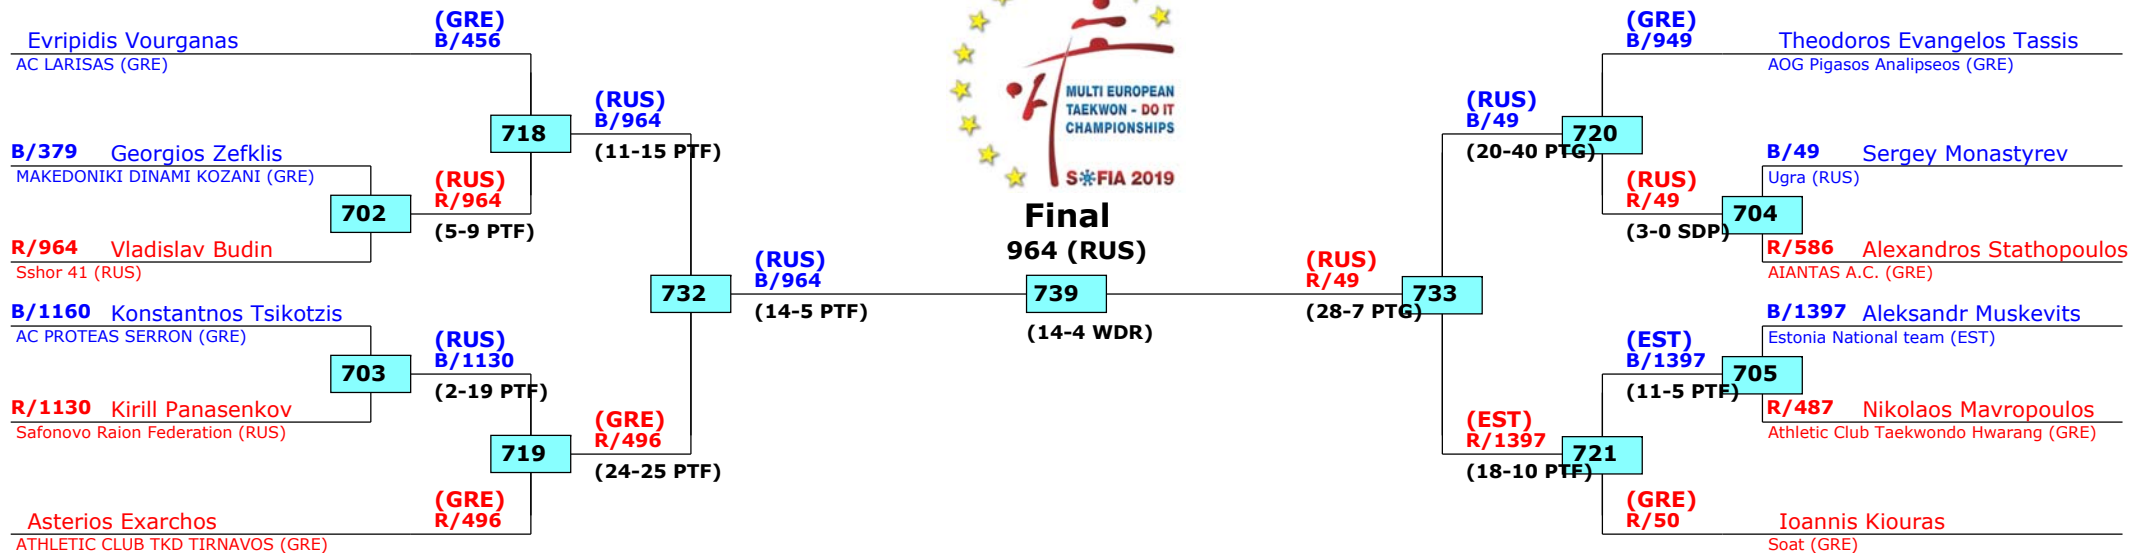 (GRE)
B/456
Evripidis Vourganas
AC LARISAS (GRE)
B/379 Georgios Zefklis
MAKEDONIKI DINAMI KOZANI (GRE)
702
R/964 Vladislav Budin
Sshor 41 (RUS)
(RUS)
R/964
(5-9 PTF)
718
(RUS)
B/964
(11-15 PTF)
B/1160 Konstantnos Tsikotzis
AC PROTEAS SERRON (GRE)
703
R/1130 Kirill Panasenkov
Safonovo Raion Federation (RUS)
(RUS)
B/1130
(2-19 PTF)
719
(GRE)
R/496
(24-25 PTF)
(GRE)
R/496
Asterios Exarchos
ATHLETIC CLUB TKD TIRNAVOS (GRE)
732
(RUS)
B/964
(14-5 PTF)
MULTI EUROPEAN
TAEKWON - DO IT
CHAMPIONSHIPS
SOFIA 2019
Final
964 (RUS)
739
(14-4 WDR)
(RUS)
R/49
(28-7 PTG)
733
(RUS)
B/49
(20-40 PTG)
720
(GRE)
B/949
Theodoros Evangelos Tassis
AOG Pigasos Analipseos (GRE)
(RUS)
R/49
(3-0 SDP)
704
B/49 Sergey Monastyrev
Ugra (RUS)
R/586 Alexandros Stathopoulos
AIANTAS A.C. (GRE)
B/1397 Aleksandr Muskevits
Estonia National team (EST)
(EST)
B/1397
(11-5 PTF)
705
R/487 Nikolaos Mavropoulos
Athletic Club Taekwondo Hwarang (GRE)
(EST)
R/1397
(18-10 PTF)
721
(GRE)
R/50
Ioannis Kiouras
Soat (GRE)